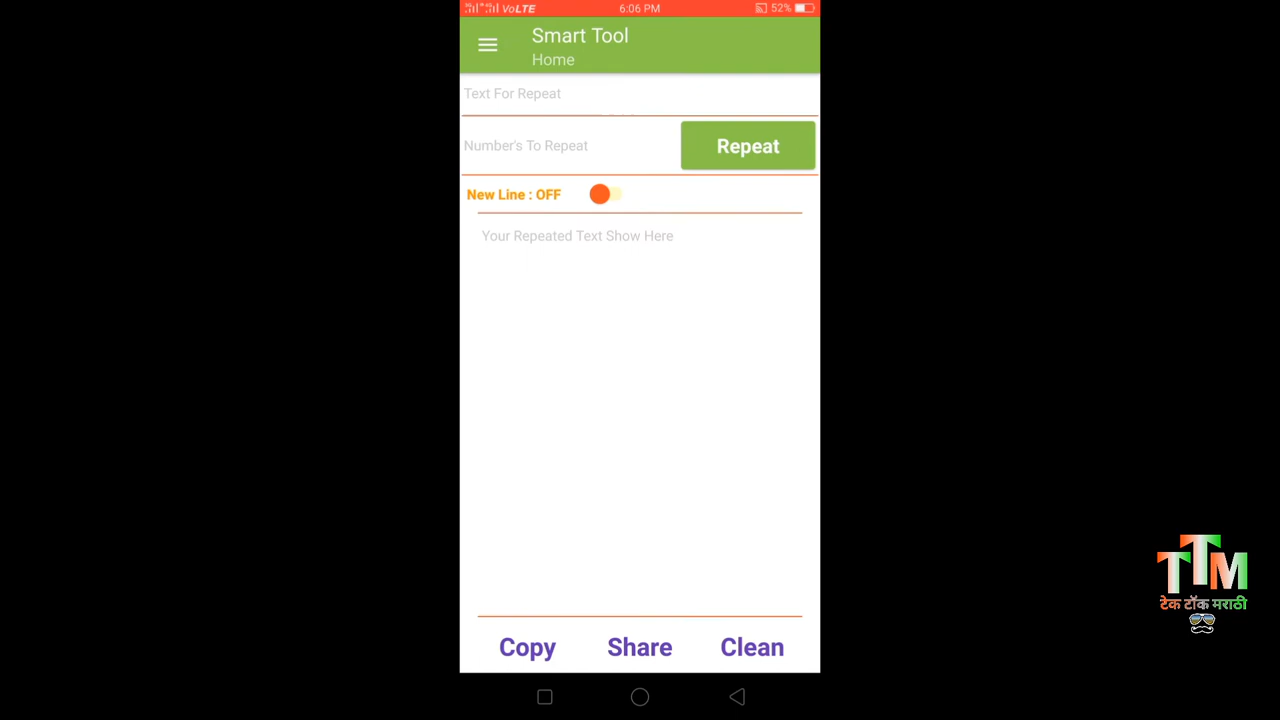 VoLTE 6:06 PM 52%
Smart Tool
Home
Text For Repeat
Number's To Repeat
Repeat
New Line : OFF
Your Repeated Text Show Here
Copy Share Clean
TTM
टेक टॉक मराठी